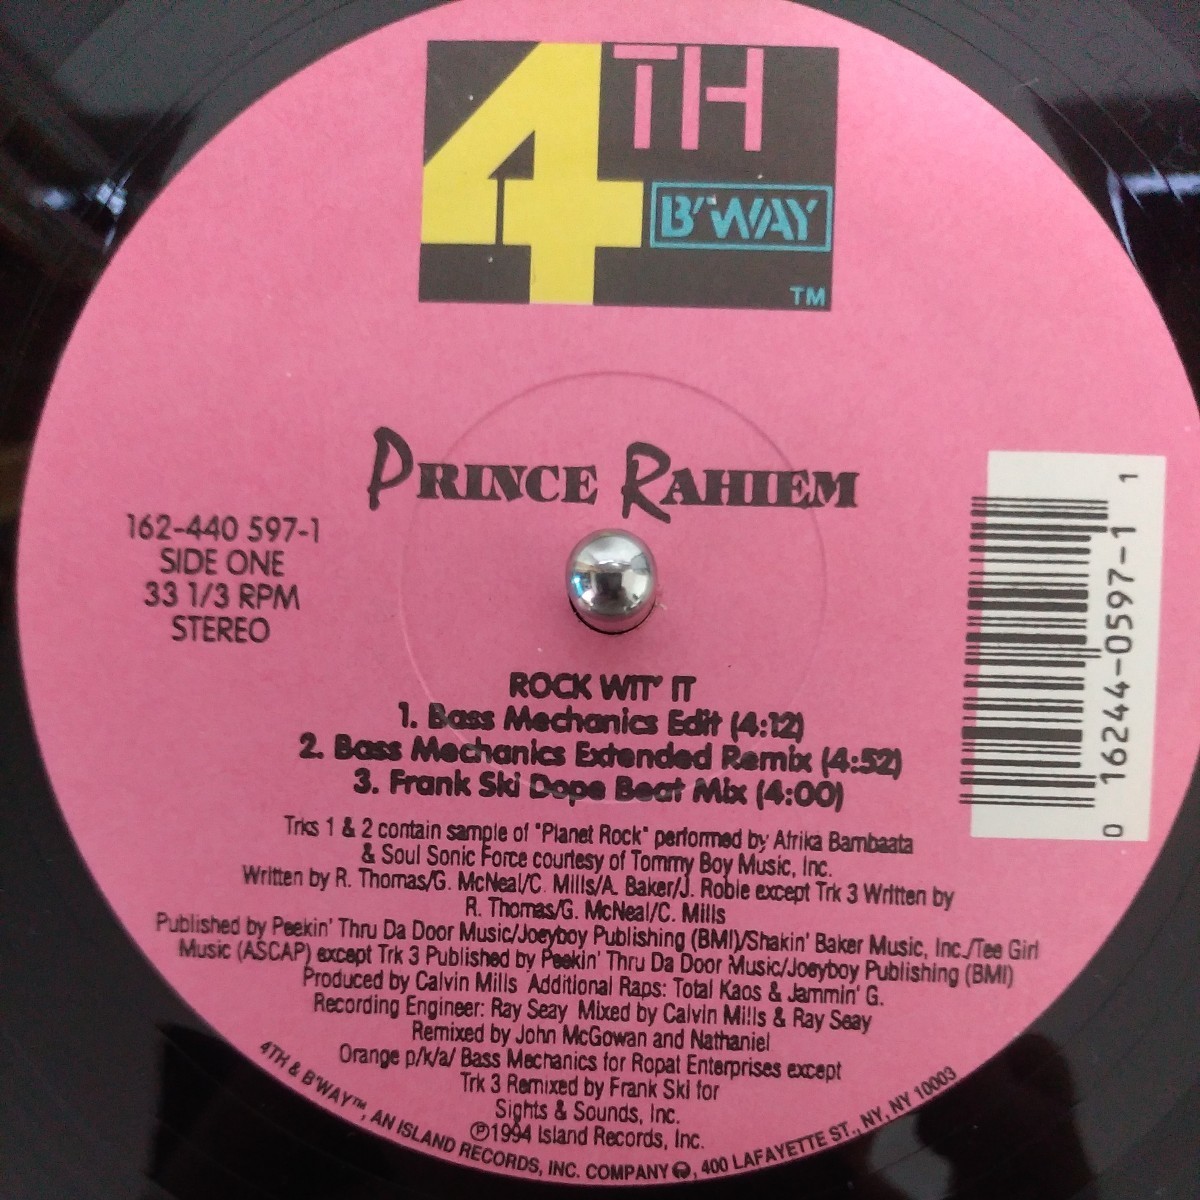 4TH
B'WAY
TM
PRINCE RAHIEM
162-440 597-1
SIDE ONE
33 1/3 RPM
STEREO
0 16244-0597-1 1
ROCK WIT' IT
1. Bass Mechanics Edit (4:12)
2. Bass Mechanics Extended Remix (4:52)
3. Frank Ski Dope Beat Mix (4:00)
Trks 1 & 2 contain sample of "Planet Rock" performed by Afrika Bambaata
& Soul Sonic Force courtesy of Tommy Boy Music, Inc.
Written by R. Thomas/G. McNeal/C. Mills/A. Baker/J. Robie except Trk 3 Written by
R. Thomas/G. McNeal/C. Mills
Published by Peekin' Thru Da Door Music/Joeyboy Publishing (BMI)/Shakin' Baker Music, Inc./Tee Girl
Music (ASCAP) except Trk 3 Published by Peekin' Thru Da Door Music/Joeyboy Publishing (BMI)
Produced by Calvin Mills Additional Raps: Total Kaos & Jammin' G.
Recording Engineer: Ray Seay Mixed by Calvin Mills & Ray Seay
Remixed by John McGowan and Nathaniel
Orange p/k/a/ Bass Mechanics for Ropat Enterprises except
Trk 3 Remixed by Frank Ski for
Sights & Sounds, Inc.
℗1994 Island Records, Inc.
4TH & B'WAY™, AN ISLAND RECORDS, INC. COMPANY, 400 LAFAYETTE ST., NY, NY 10003